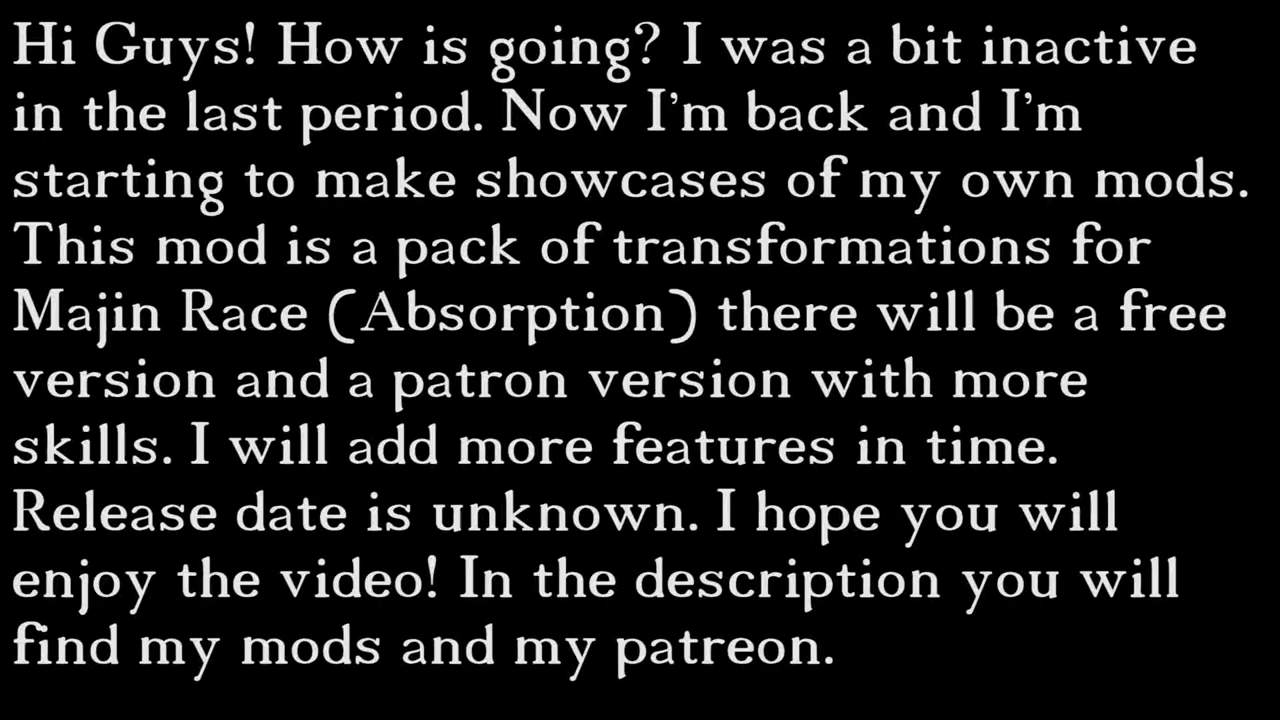 Hi Guys! How is going? I was a bit inactive
in the last period. Now I'm back and I'm
starting to make showcases of my own mods.
This mod is a pack of transformations for
Majin Race (Absorption) there will be a free
version and a patron version with more
skills. I will add more features in time.
Release date is unknown. I hope you will
enjoy the video! In the description you will
find my mods and my patreon.